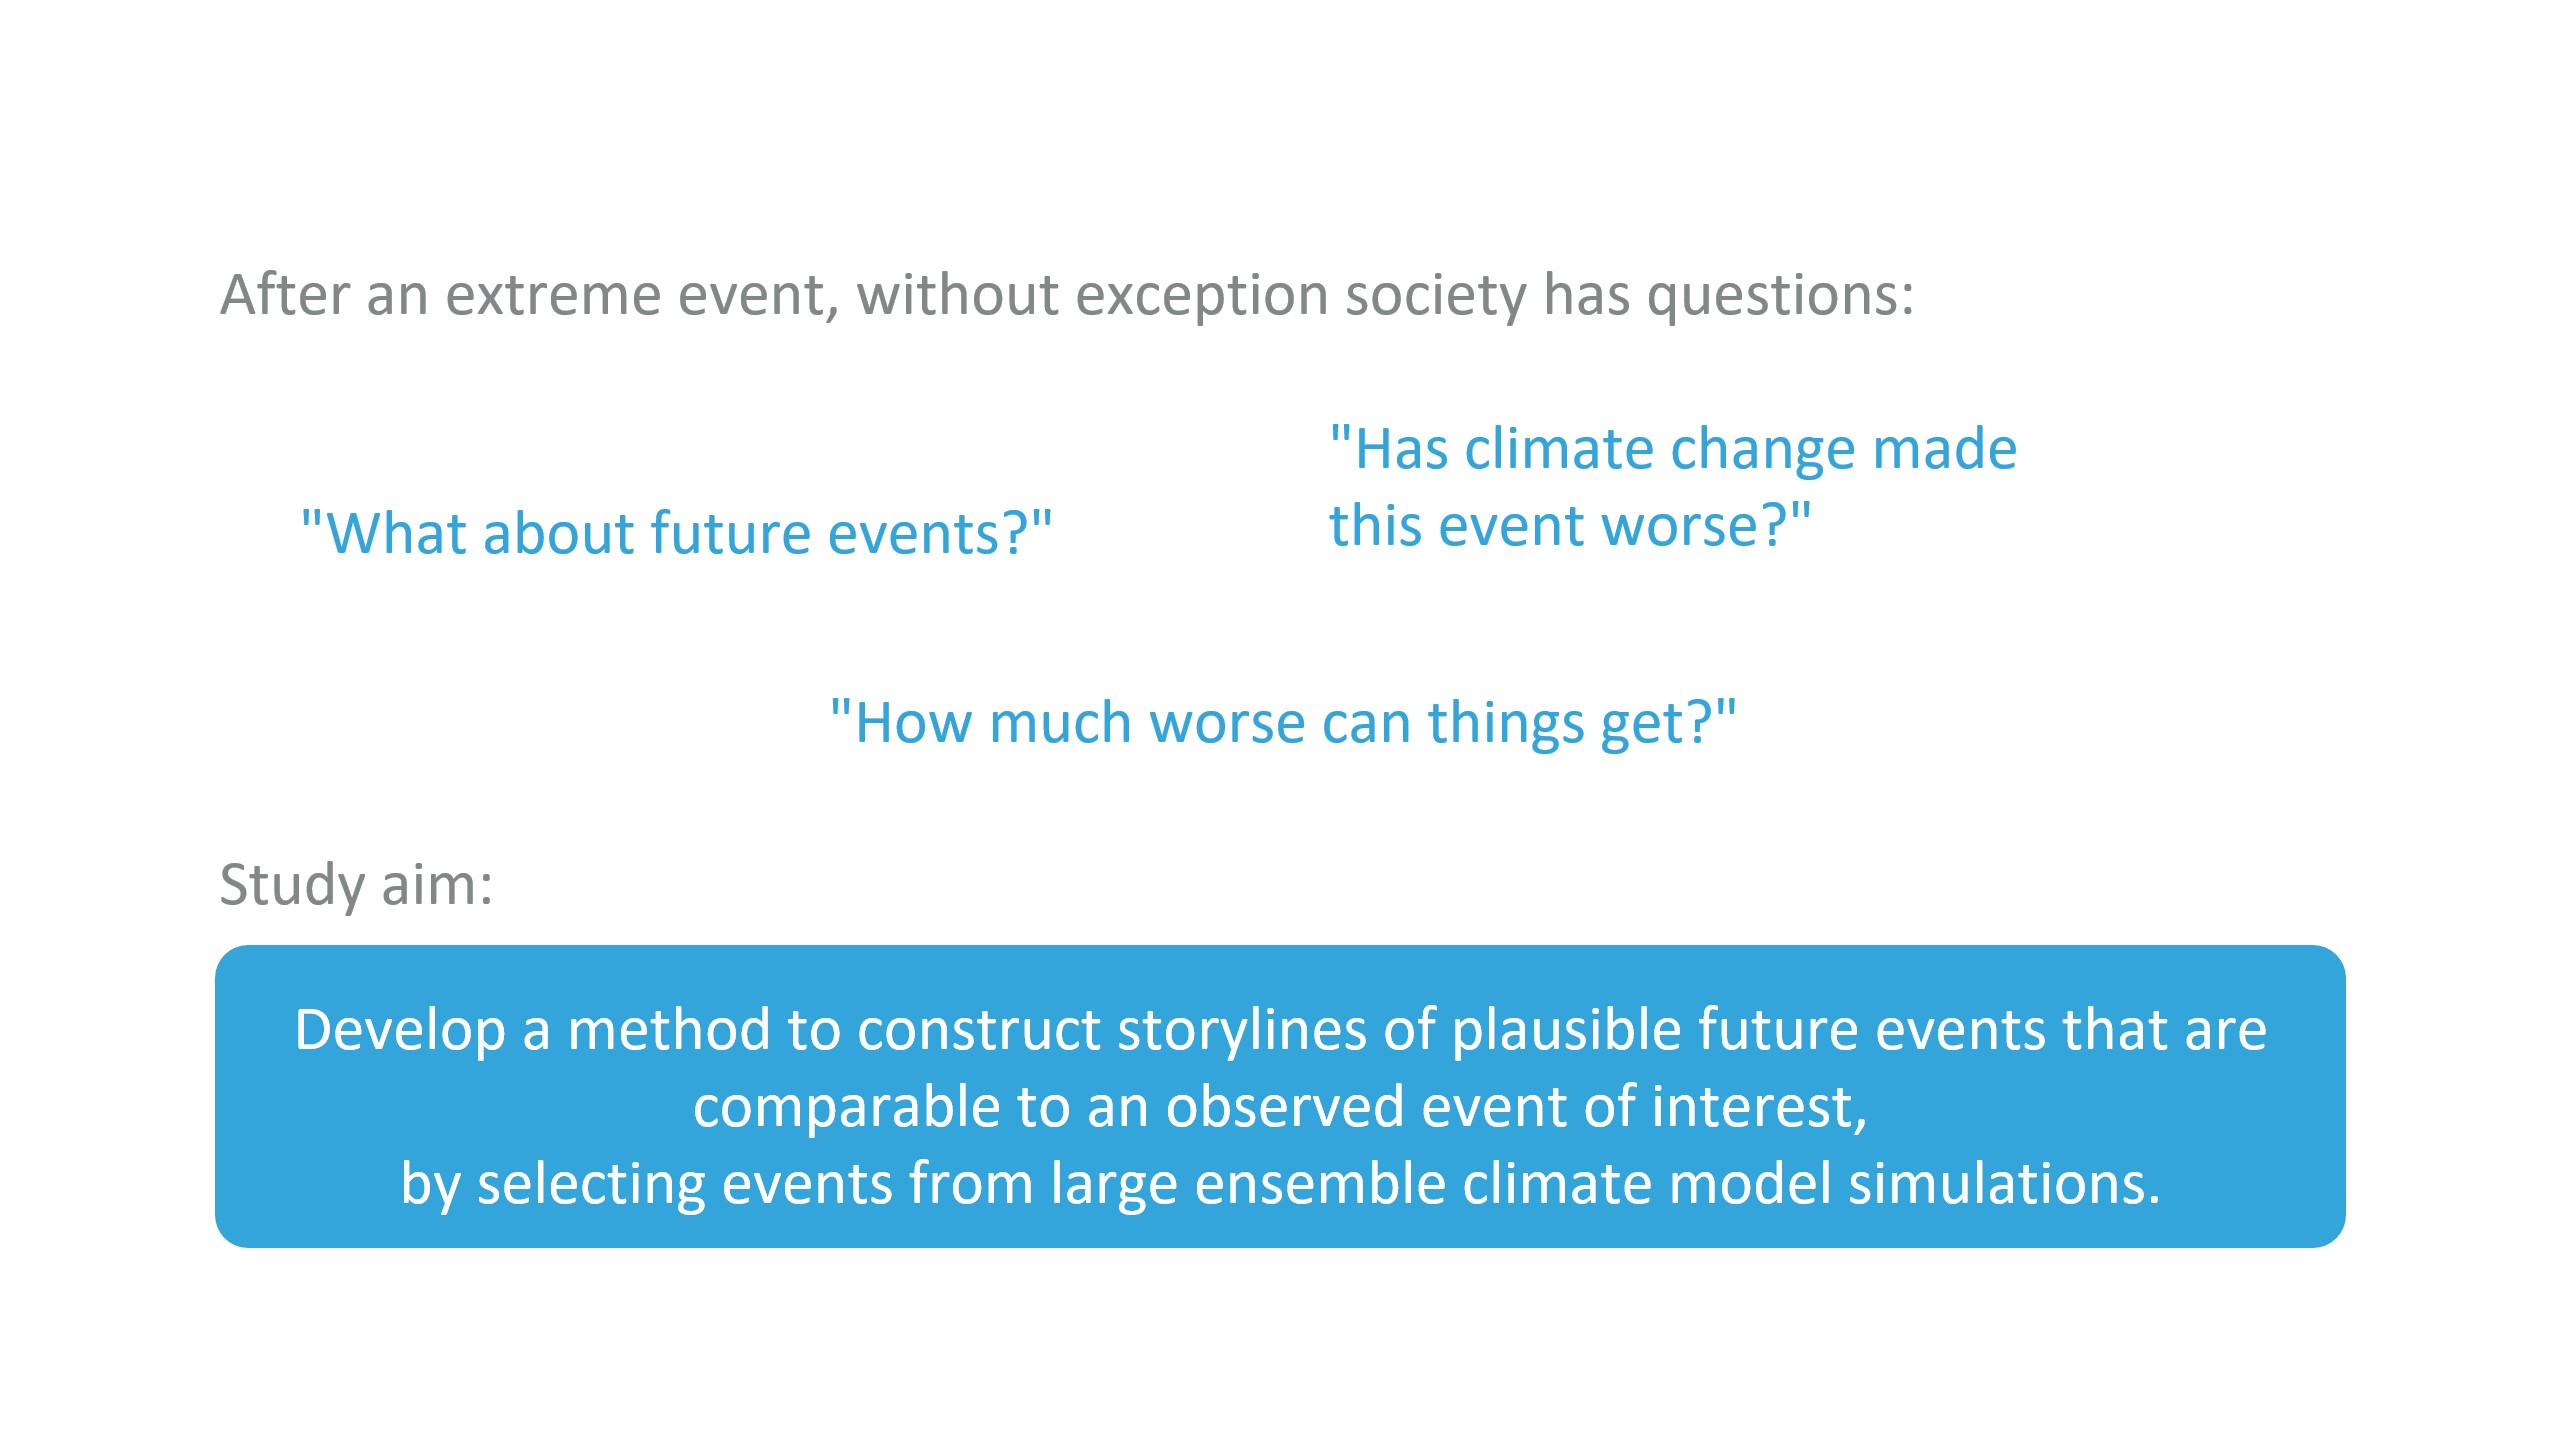 After an extreme event, without exception society has questions:
"What about future events?"
"Has climate change made
this event worse?"
"How much worse can things get?"
Study aim:
Develop a method to construct storylines of plausible future events that are
comparable to an observed event of interest,
by selecting events from large ensemble climate model simulations.